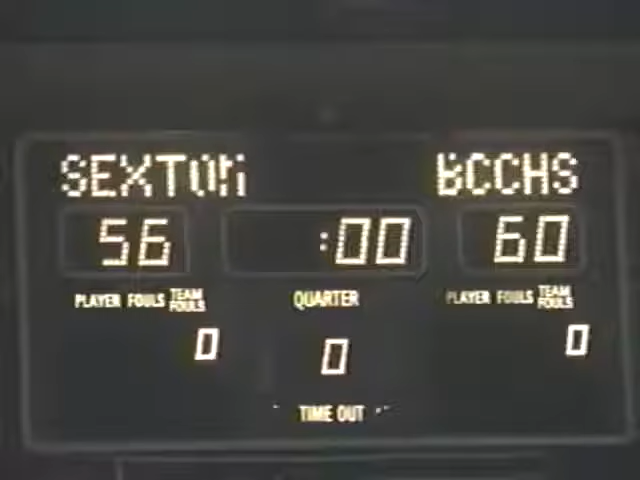 SEXTON BCCHS
56 :00 60
PLAYER FOULS TEAM FOULS QUARTER PLAYER FOULS TEAM FOULS
0 0 0
TIME OUT